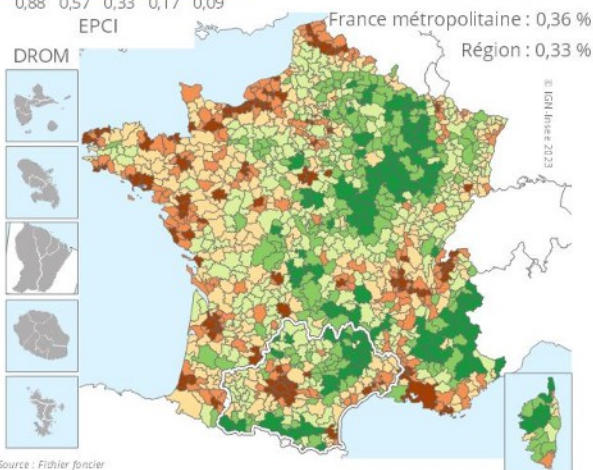 0,88 0,57 0,33 0,17 0,09
EPCI
France métropolitaine : 0,36 %
Région : 0,33 %
DROM
© IGN-Insee 2023
Source : Fichier foncier